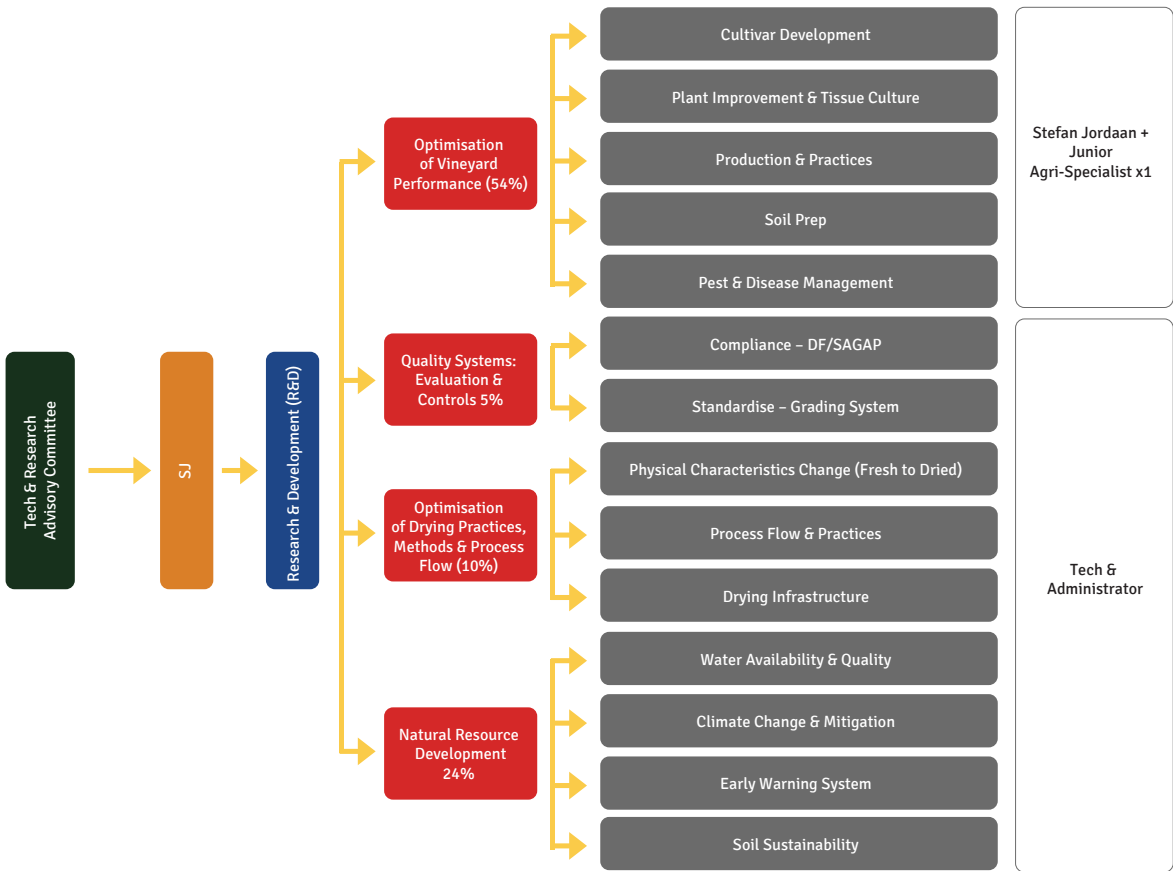 Tech & Research
Advisory Committee
SJ
Research & Development (R&D)
Optimisation
of Vineyard
Performance (54%)
Cultivar Development
Plant Improvement & Tissue Culture
Production & Practices
Soil Prep
Pest & Disease Management
Stefan Jordaan +
Junior
Agri-Specialist x1
Quality Systems:
Evaluation &
Controls 5%
Compliance – DF/SAGAP
Standardise – Grading System
Optimisation
of Drying Practices,
Methods & Process
Flow (10%)
Physical Characteristics Change (Fresh to Dried)
Process Flow & Practices
Drying Infrastructure
Natural Resource
Development
24%
Water Availability & Quality
Climate Change & Mitigation
Early Warning System
Soil Sustainability
Tech &
Administrator